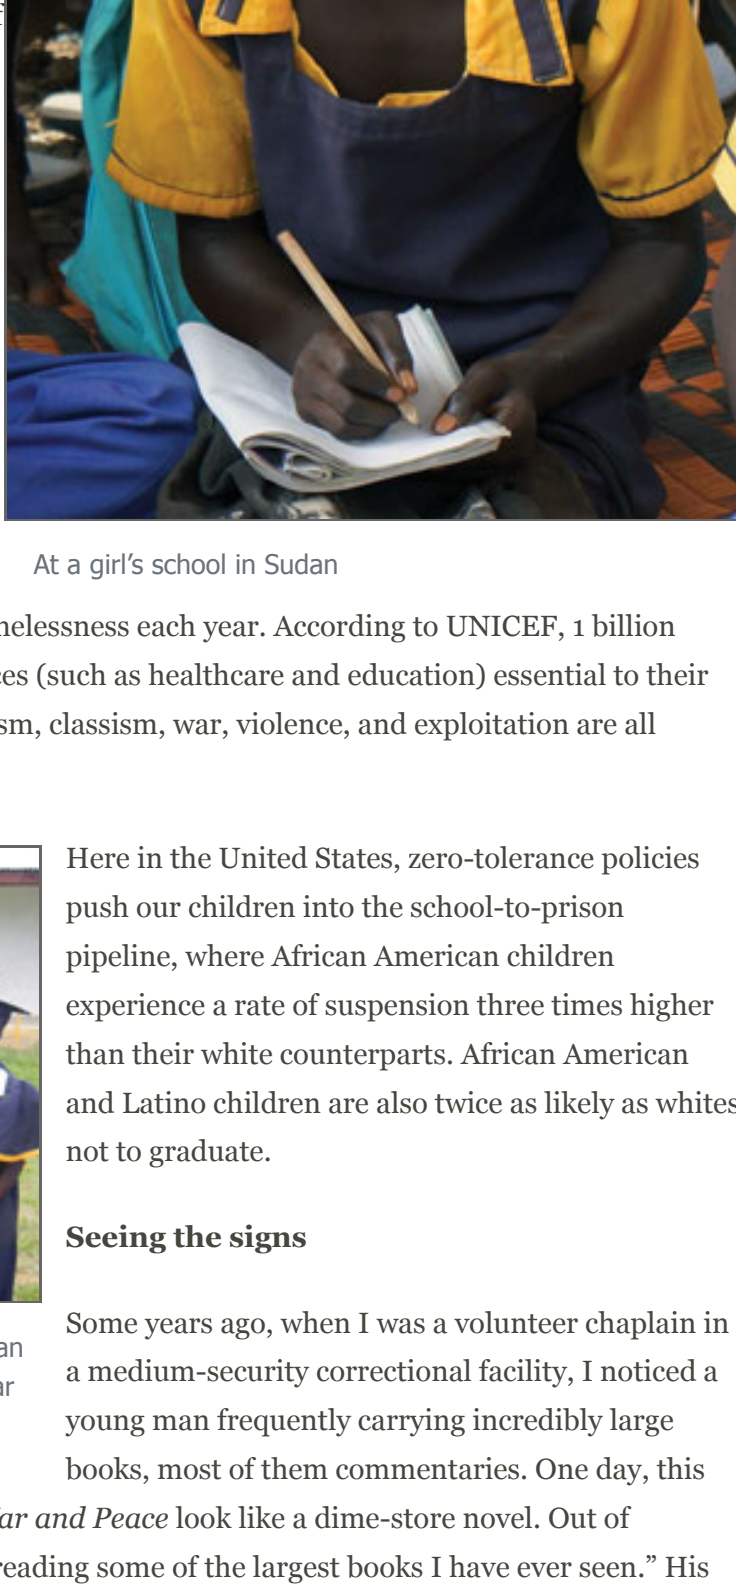 At a girl’s school in Sudan
each year. According to UNICEF, 1 billion
(such as healthcare and education) essential to their
classism, war, violence, and exploitation are all
Here in the United States, zero-tolerance policies
push our children into the school-to-prison
pipeline, where African American children
experience a rate of suspension three times higher
than their white counterparts. African American
and Latino children are also twice as likely as whites
not to graduate.
Seeing the signs
Some years ago, when I was a volunteer chaplain in
a medium-security correctional facility, I noticed a
young man frequently carrying incredibly large
books, most of them commentaries. One day, this
and Peace look like a dime-store novel. Out of
reading some of the largest books I have ever seen.” His